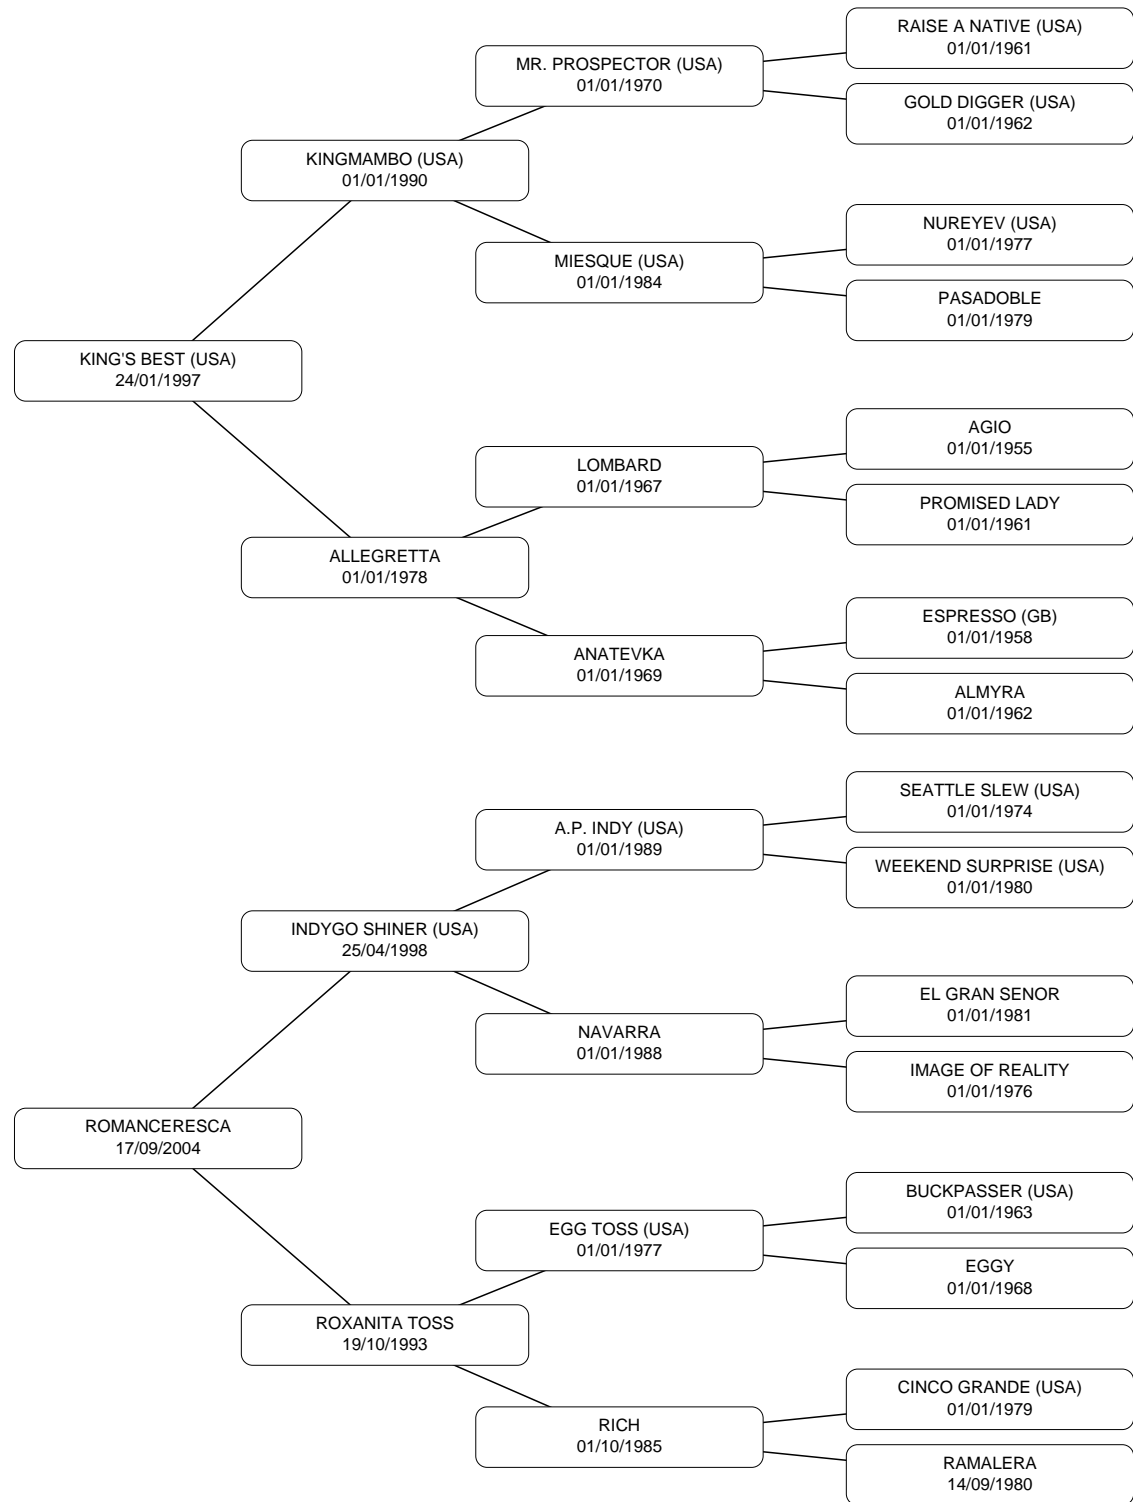 RAISE A NATIVE (USA)
01/01/1961
MR. PROSPECTOR (USA)
01/01/1970
GOLD DIGGER (USA)
01/01/1962
KINGMAMBO (USA)
01/01/1990
NUREYEV (USA)
01/01/1977
MIESQUE (USA)
01/01/1984
PASADOBLE
01/01/1979
KING'S BEST (USA)
24/01/1997
AGIO
01/01/1955
LOMBARD
01/01/1967
PROMISED LADY
01/01/1961
ALLEGRETTA
01/01/1978
ESPRESSO (GB)
01/01/1958
ANATEVKA
01/01/1969
ALMYRA
01/01/1962
SEATTLE SLEW (USA)
01/01/1974
A.P. INDY (USA)
01/01/1989
WEEKEND SURPRISE (USA)
01/01/1980
INDYGO SHINER (USA)
25/04/1998
EL GRAN SENOR
01/01/1981
NAVARRA
01/01/1988
IMAGE OF REALITY
01/01/1976
ROMANCERESCA
17/09/2004
BUCKPASSER (USA)
01/01/1963
EGG TOSS (USA)
01/01/1977
EGGY
01/01/1968
ROXANITA TOSS
19/10/1993
CINCO GRANDE (USA)
01/01/1979
RICH
01/10/1985
RAMALERA
14/09/1980